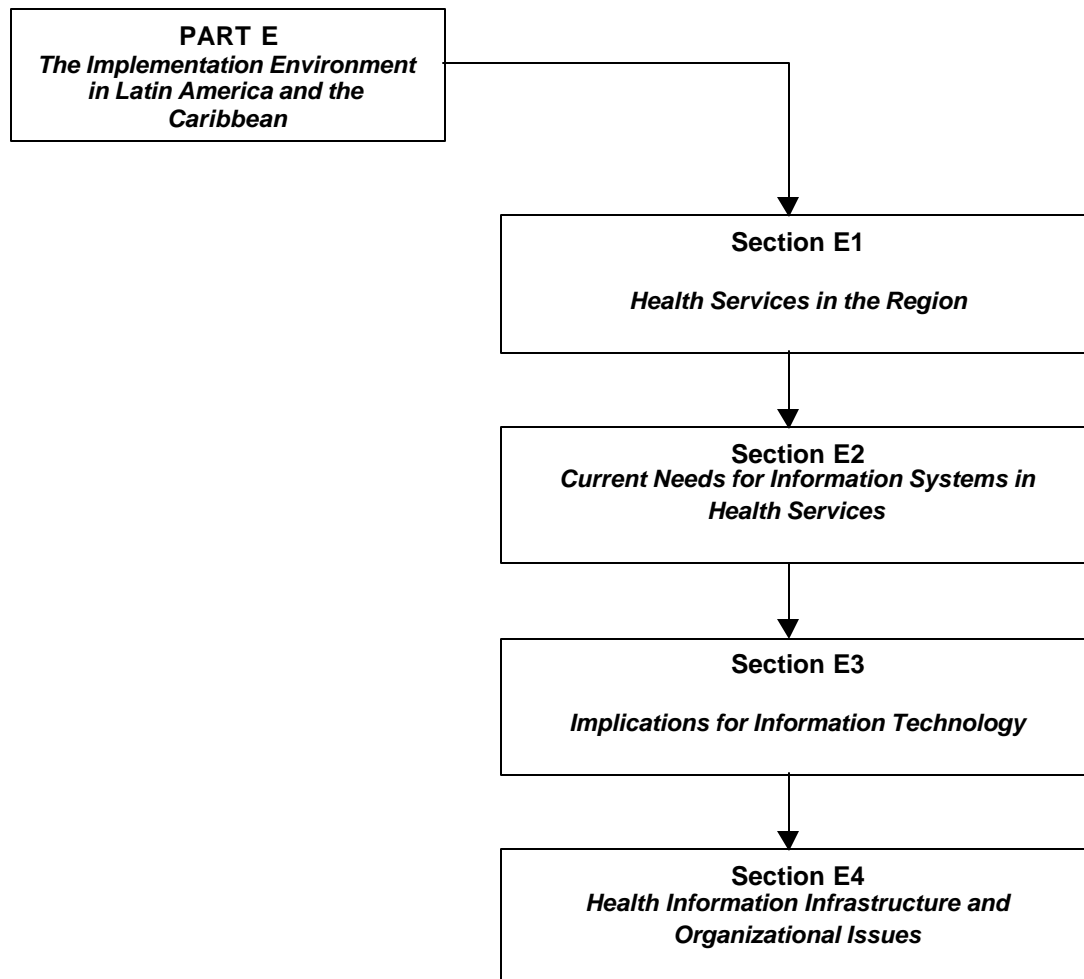 PART E
The Implementation Environment
in Latin America and the
Caribbean
Section E1
Health Services in the Region
Section E2
Current Needs for Information Systems in
Health Services
Section E3
Implications for Information Technology
Section E4
Health Information Infrastructure and
Organizational Issues